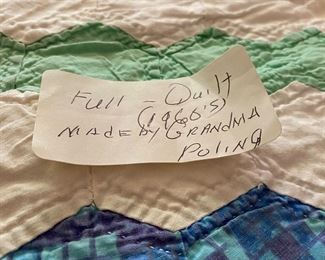 Full - Quilt
(1960'S)
MADE BY GRANDMA
POLING